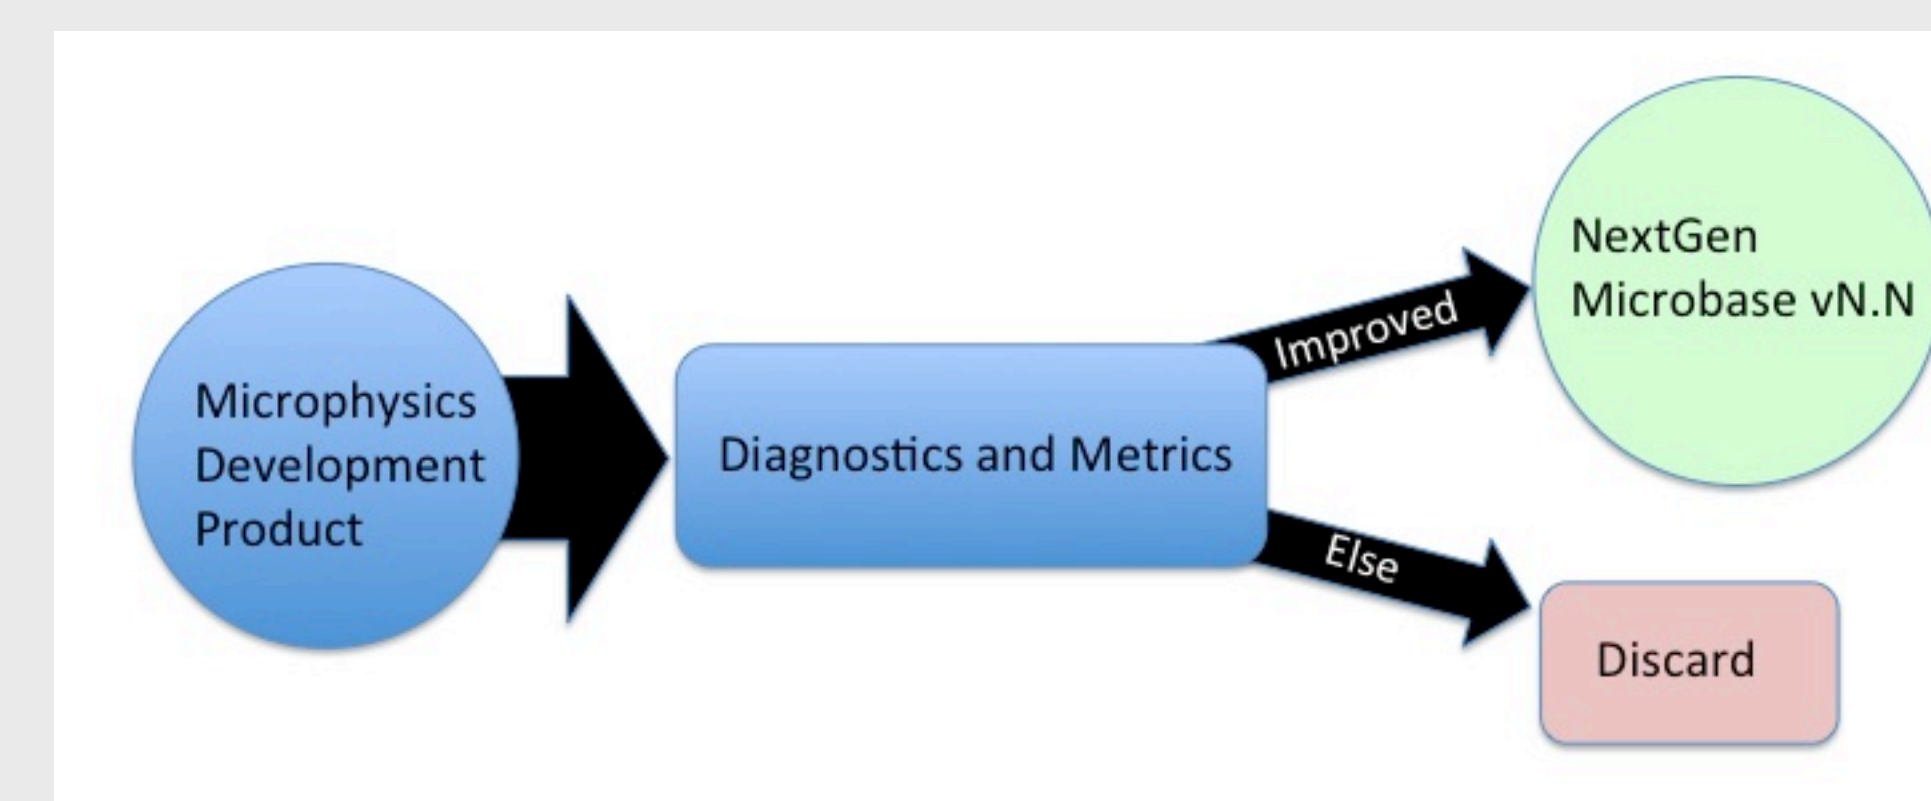 Microphysics
Development
Product
Diagnostics and Metrics
Improved
NextGen
Microbase vN.N
Else
Discard